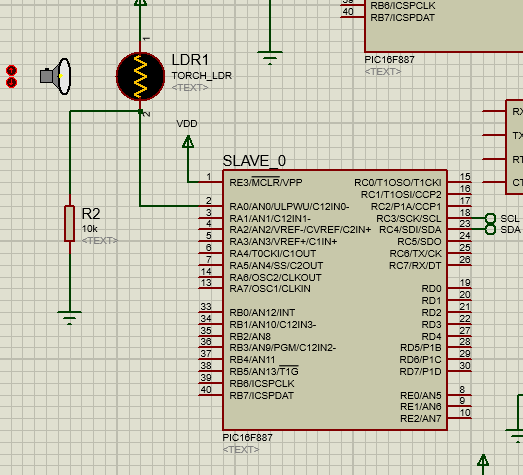 39 RB6/ICSPCLK
40 RB7/ICSPDAT
PIC16F887
<TEXT>
1
LDR1
TORCH_LDR
<TEXT>
2
VDD
RX
TX
RT
CT
SLAVE_0
1 RE3/MCLR/VPP RC0/T1OSO/T1CKI 15
RC1/T1OSI/CCP2 16
2 RA0/AN0/ULPWU/C12IN0- RC2/P1A/CCP1 17
3 RA1/AN1/C12IN1- RC3/SCK/SCL 18 SCL
4 RA2/AN2/VREF-/CVREF/C2IN+ RC4/SDI/SDA 23 SDA
5 RA3/AN3/VREF+/C1IN+ RC5/SDO 24
6 RA4/T0CKI/C1OUT RC6/TX/CK 25
7 RA5/AN4/SS/C2OUT RC7/RX/DT 26
14 RA6/OSC2/CLKOUT
13 RA7/OSC1/CLKIN RD0 19
RD1 20
33 RB0/AN12/INT RD2 21
34 RB1/AN10/C12IN3- RD3 22
35 RB2/AN8 RD4 27
36 RB3/AN9/PGM/C12IN2- RD5/P1B 28
37 RB4/AN11 RD6/P1C 29
38 RB5/AN13/T1G RD7/P1D 30
39 RB6/ICSPCLK
40 RB7/ICSPDAT RE0/AN5 8
RE1/AN6 9
RE2/AN7 10
PIC16F887
<TEXT>
R2
10k
<TEXT>